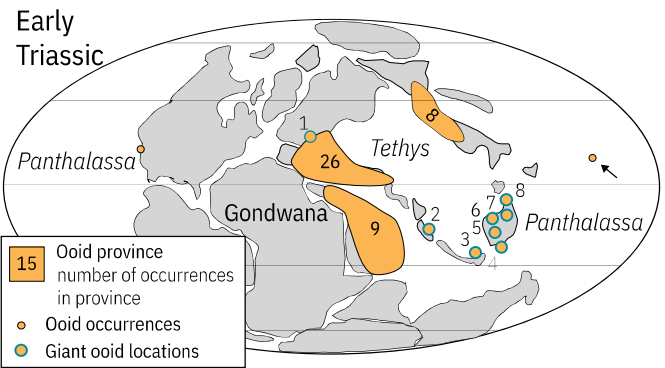 Early
Triassic
1
8
26
Tethys
Panthalassa
Gondwana
9
2
3
4
5
6
7
8
Panthalassa
15
Ooid province
number of occurrences
in province
Ooid occurrences
Giant ooid locations